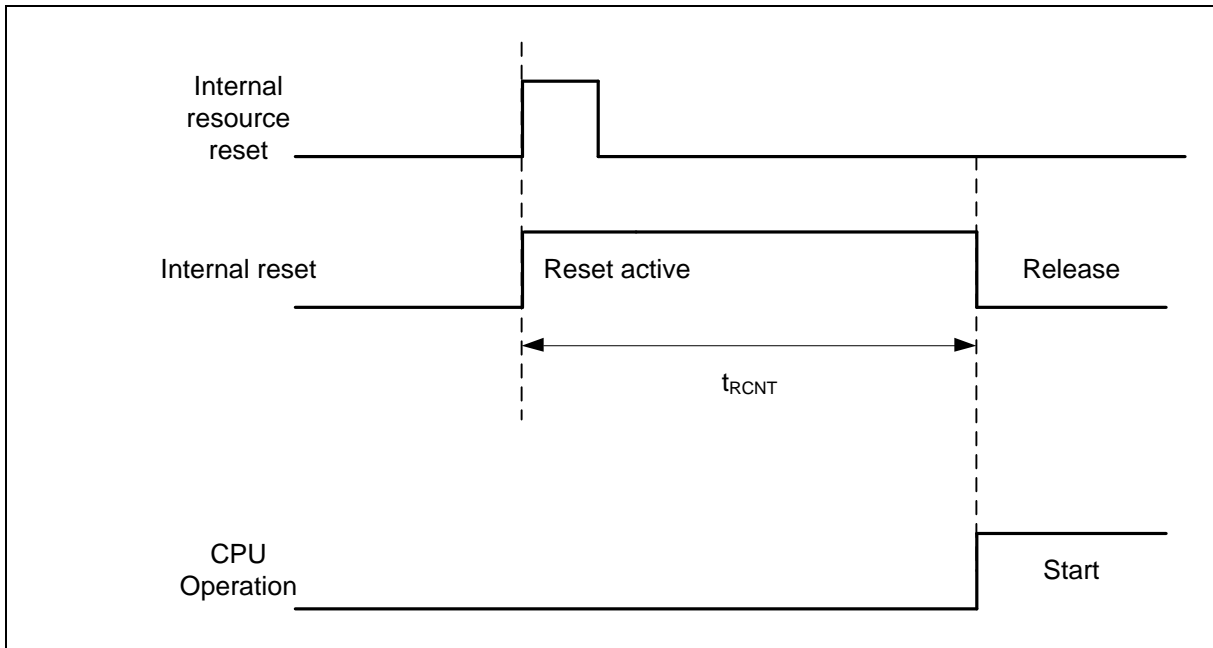 Internal
resource
reset
Internal reset
Reset active
Release
tRCNT
CPU
Operation
Start